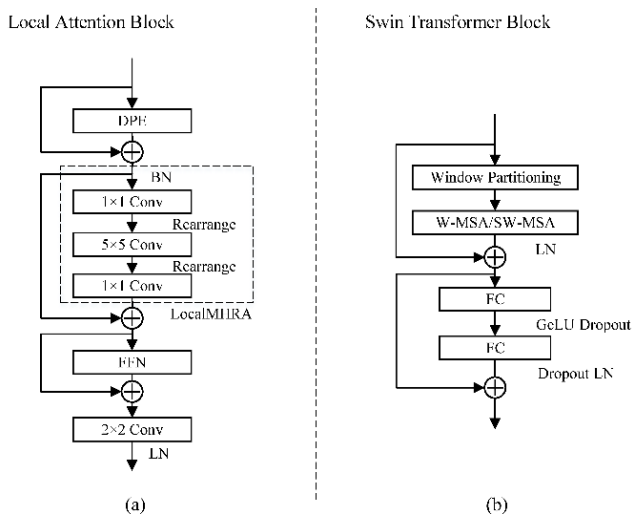 Local Attention Block
DPE
BN
1×1 Conv
Rearrange
5×5 Conv
Rearrange
1×1 Conv
LocalMHRA
FFN
2×2 Conv
LN
(a)
Swin Transformer Block
Window Partitioning
W-MSA/SW-MSA
LN
FC
GeLU Dropout
FC
Dropout LN
(b)